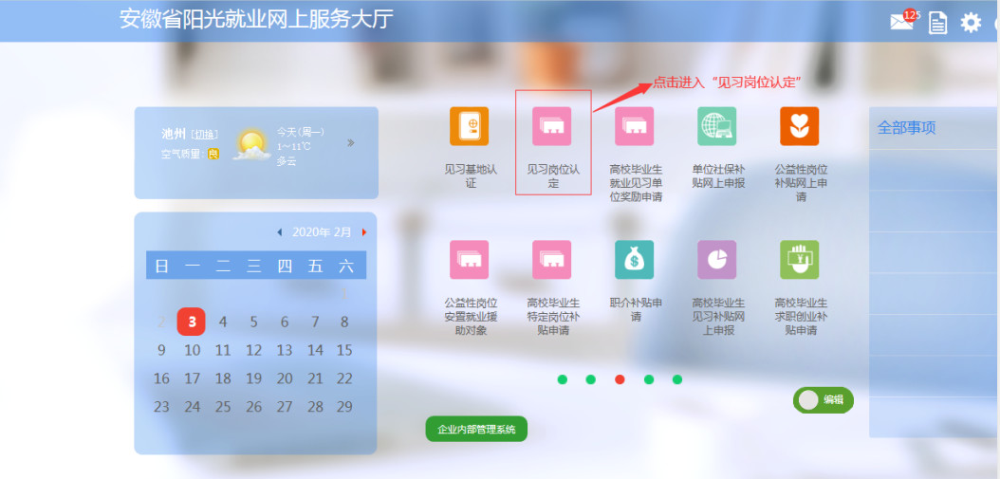 安徽省阳光就业网上服务大厅
125
点击进入“见习岗位认定”
池州 [切换]
空气质量: 良
今天(周一)
1～11℃
多云
»
见习基地认
证
见习岗位认
定
高校毕业生
就业见习单
位奖励申请
单位社保补
贴网上申报
公益性岗位
补贴网上申
请
全部事项
2020年 2月
日 一 二 三 四 五 六
1
2 3 4 5 6 7 8
9 10 11 12 13 14 15
16 17 18 19 20 21 22
23 24 25 26 27 28 29
公益性岗位
安置就业援
助对象
高校毕业生
特定岗位补
贴申请
职介补贴申
请
高校毕业生
见习补贴网
上申报
高校毕业生
求职创业补
贴申请
编辑
企业内部管理系统